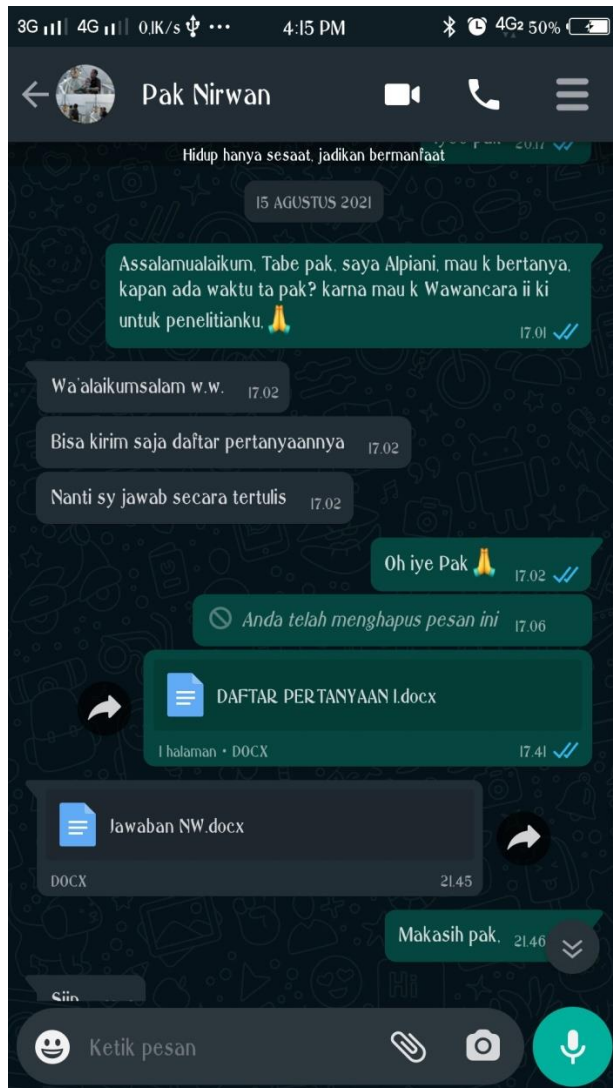 3G 4G 0,1K/s ••• 4:15 PM 4G2 50%
Pak Nirwan
20.17
Hidup hanya sesaat, jadikan bermanfaat
15 AGUSTUS 2021
Assalamualaikum, Tabe pak, saya Alpiani, mau k bertanya,
kapan ada waktu ta pak? karna mau k Wawancara ii ki
untuk penelitianku, 🙏
17.01
Wa'alaikumsalam w.w. 17.02
Bisa kirim saja daftar pertanyaannya 17.02
Nanti sy jawab secara tertulis 17.02
Oh iye Pak 🙏 17.02
Anda telah menghapus pesan ini 17.06
DAFTAR PERTANYAAN 1.docx
1 halaman • DOCX 17.41
Jawaban NW.docx
DOCX 21.45
Makasih pak, 21.46
Siip
Ketik pesan